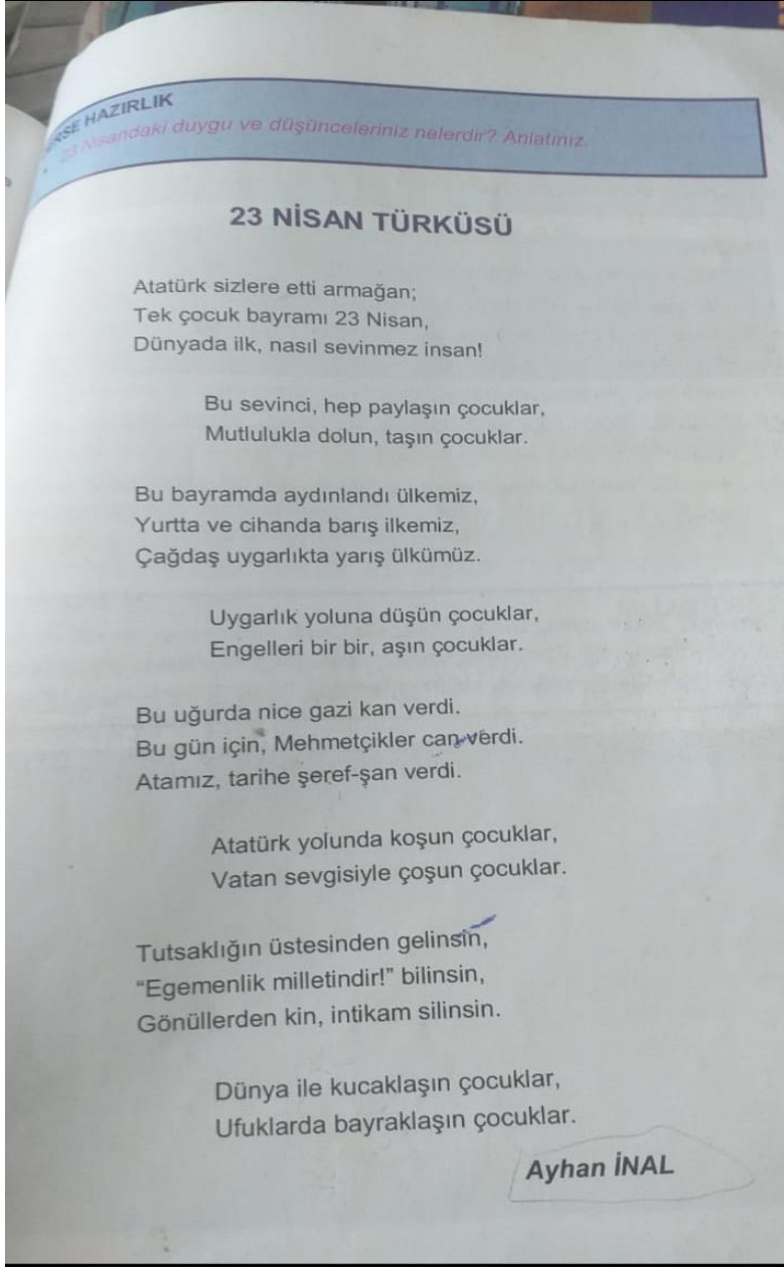 ERSE HAZIRLIK
• 23 Nisandaki duygu ve düşünceleriniz nelerdir? Anlatınız.
23 NİSAN TÜRKÜSÜ
Atatürk sizlere etti armağan;
Tek çocuk bayramı 23 Nisan,
Dünyada ilk, nasıl sevinmez insan!
Bu sevinci, hep paylaşın çocuklar,
Mutlulukla dolun, taşın çocuklar.
Bu bayramda aydınlandı ülkemiz,
Yurtta ve cihanda barış ilkemiz,
Çağdaş uygarlıkta yarış ülkümüz.
Uygarlık yoluna düşün çocuklar,
Engelleri bir bir, aşın çocuklar.
Bu uğurda nice gazi kan verdi.
Bu gün için, Mehmetçikler can verdi.
Atamız, tarihe şeref-şan verdi.
Atatürk yolunda koşun çocuklar,
Vatan sevgisiyle çoşun çocuklar.
Tutsaklığın üstesinden gelinsin,
“Egemenlik milletindir!” bilinsin,
Gönüllerden kin, intikam silinsin.
Dünya ile kucaklaşın çocuklar,
Ufuklarda bayraklaşın çocuklar.
Ayhan İNAL